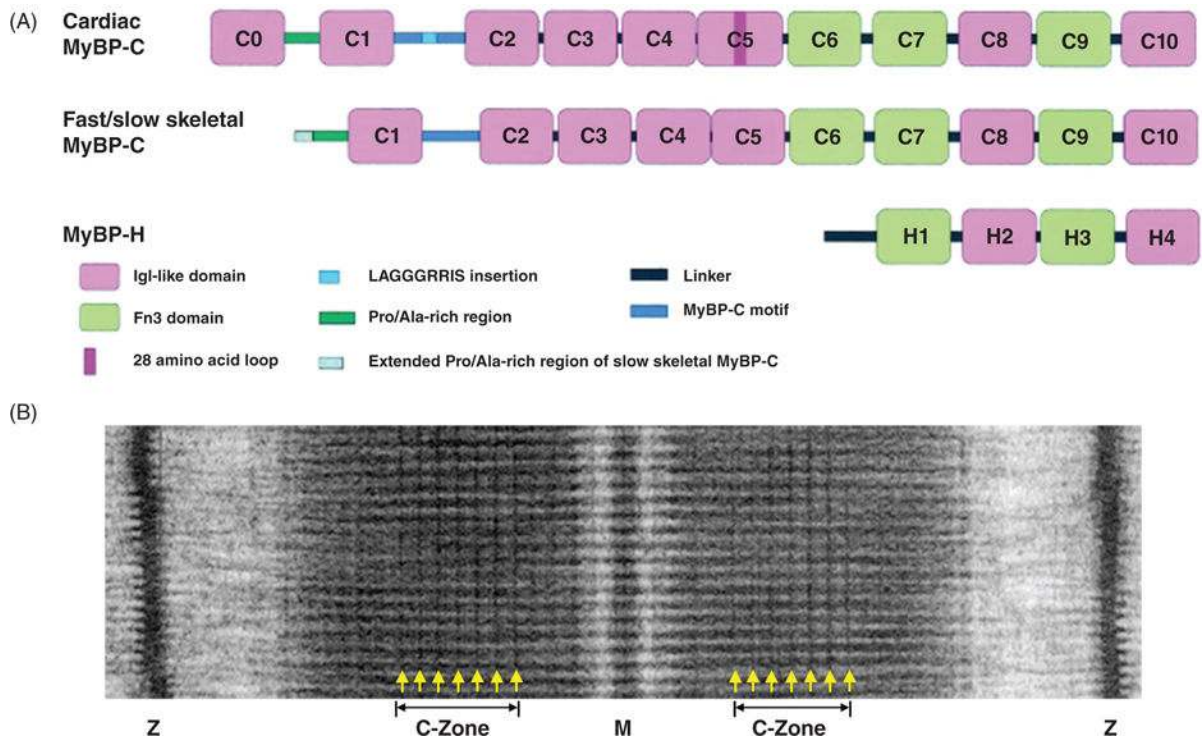 (A)
Cardiac
MyBP-C
C0 C1 C2 C3 C4 C5 C6 C7 C8 C9 C10
Fast/slow skeletal
MyBP-C
C1 C2 C3 C4 C5 C6 C7 C8 C9 C10
MyBP-H
H1 H2 H3 H4
IgI-like domain
LAGGGRRIS insertion
Linker
Fn3 domain
Pro/Ala-rich region
MyBP-C motif
28 amino acid loop
Extended Pro/Ala-rich region of slow skeletal MyBP-C
(B)
Z C-Zone M C-Zone Z